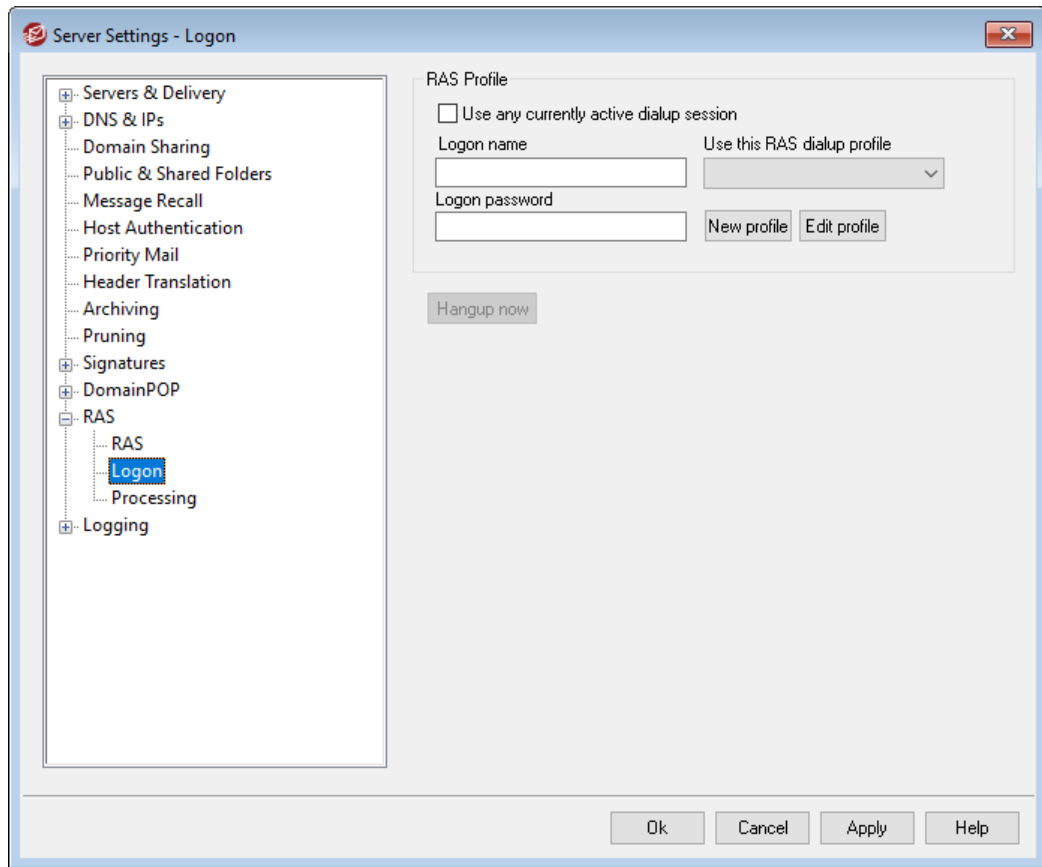 Server Settings - Logon
Servers & Delivery
DNS & IPs
Domain Sharing
Public & Shared Folders
Message Recall
Host Authentication
Priority Mail
Header Translation
Archiving
Pruning
Signatures
DomainPOP
RAS
RAS
Logon
Processing
Logging
RAS Profile
Use any currently active dialup session
Logon name
Use this RAS dialup profile
Logon password
New profile
Edit profile
Hangup now
Ok
Cancel
Apply
Help